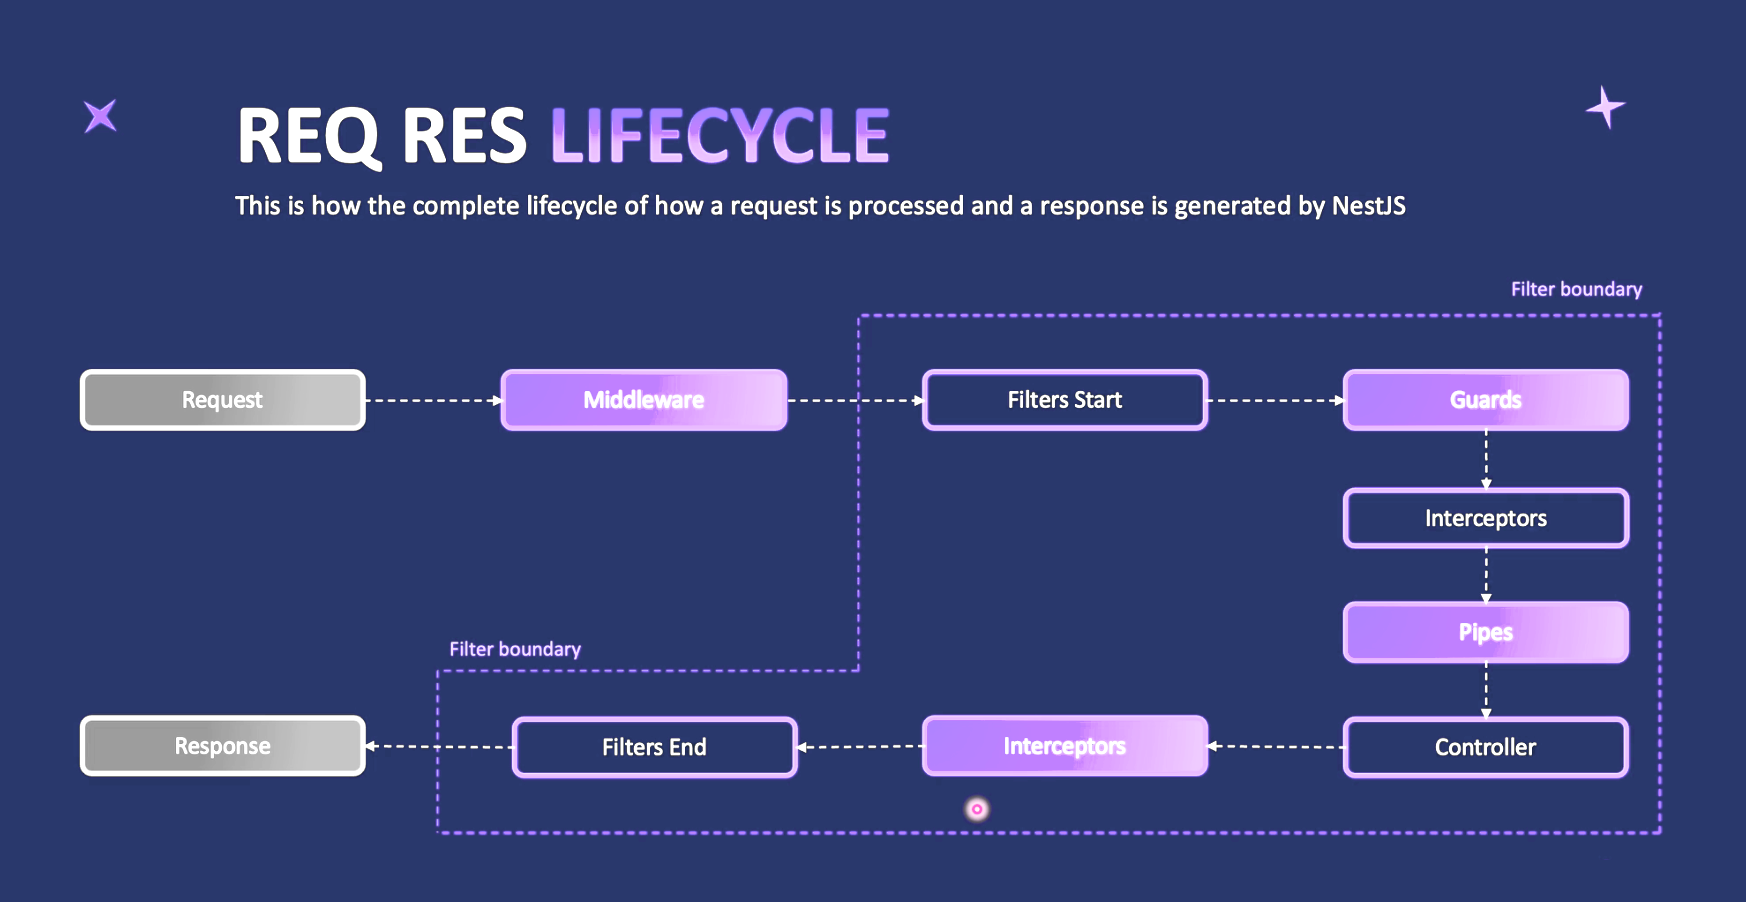 REQ RES LIFECYCLE
This is how the complete lifecycle of how a request is processed and a response is generated by NestJS
Filter boundary
Request
Middleware
Filters Start
Guards
Interceptors
Pipes
Filter boundary
Response
Filters End
Interceptors
Controller